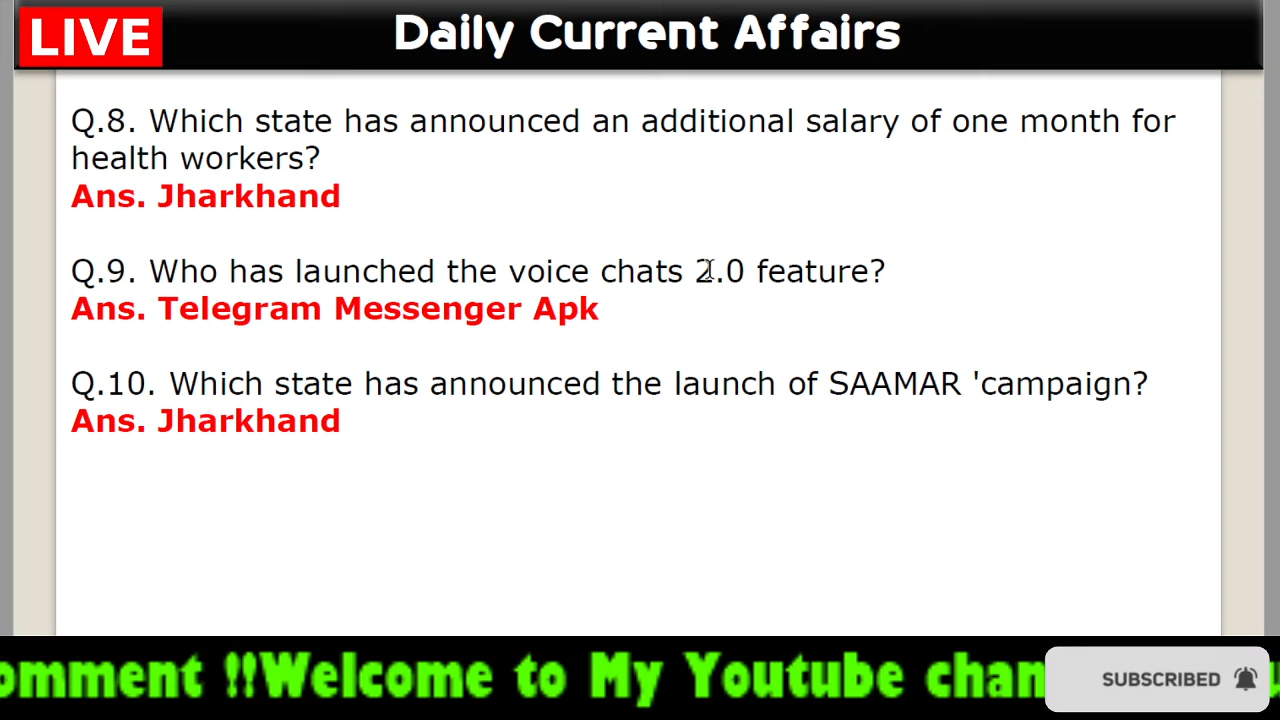 LIVE
Daily Current Affairs
Q.8. Which state has announced an additional salary of one month for
health workers?
Ans. Jharkhand
Q.9. Who has launched the voice chats 2.0 feature?
Ans. Telegram Messenger Apk
Q.10. Which state has announced the launch of SAAMAR 'campaign?
Ans. Jharkhand
omment !!Welcome to My Youtube chan
SUBSCRIBED